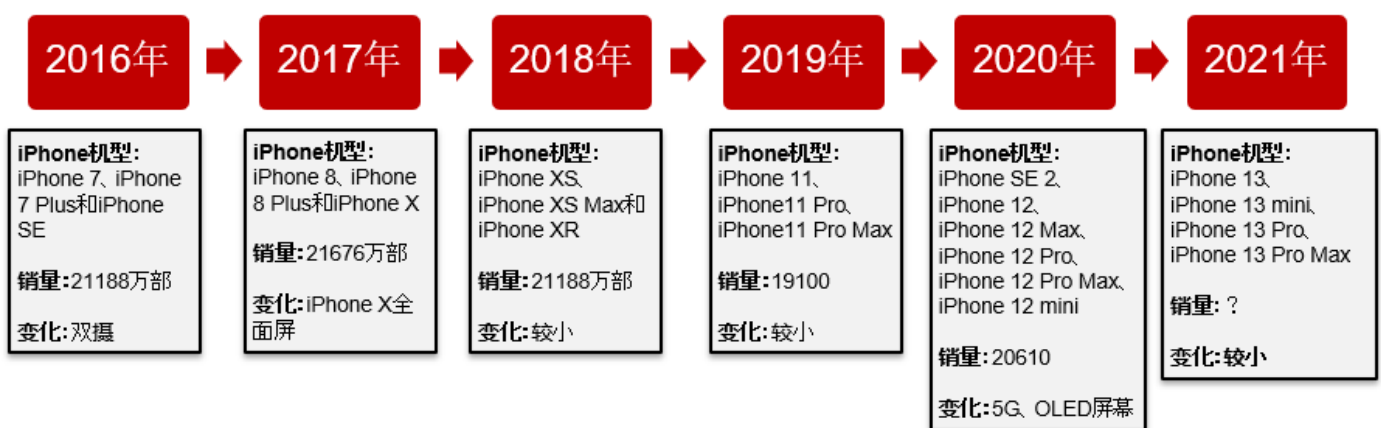 2016年
2017年
2018年
2019年
2020年
2021年
iPhone机型:
iPhone 7、iPhone
7 Plus和iPhone
SE
销量:21188万部
变化:双摄
iPhone机型:
iPhone 8、iPhone
8 Plus和iPhone X
销量:21676万部
变化:iPhone X全
面屏
iPhone机型:
iPhone XS、
iPhone XS Max和
iPhone XR
销量:21188万部
变化:较小
iPhone机型:
iPhone 11、
iPhone11 Pro、
iPhone11 Pro Max
销量:19100
变化:较小
iPhone机型:
iPhone SE 2、
iPhone 12、
iPhone 12 Max、
iPhone 12 Pro、
iPhone 12 Pro Max、
iPhone 12 mini
销量:20610
变化:5G、OLED屏幕
iPhone机型:
iPhone 13、
iPhone 13 mini、
iPhone 13 Pro、
iPhone 13 Pro Max
销量:？
变化:较小